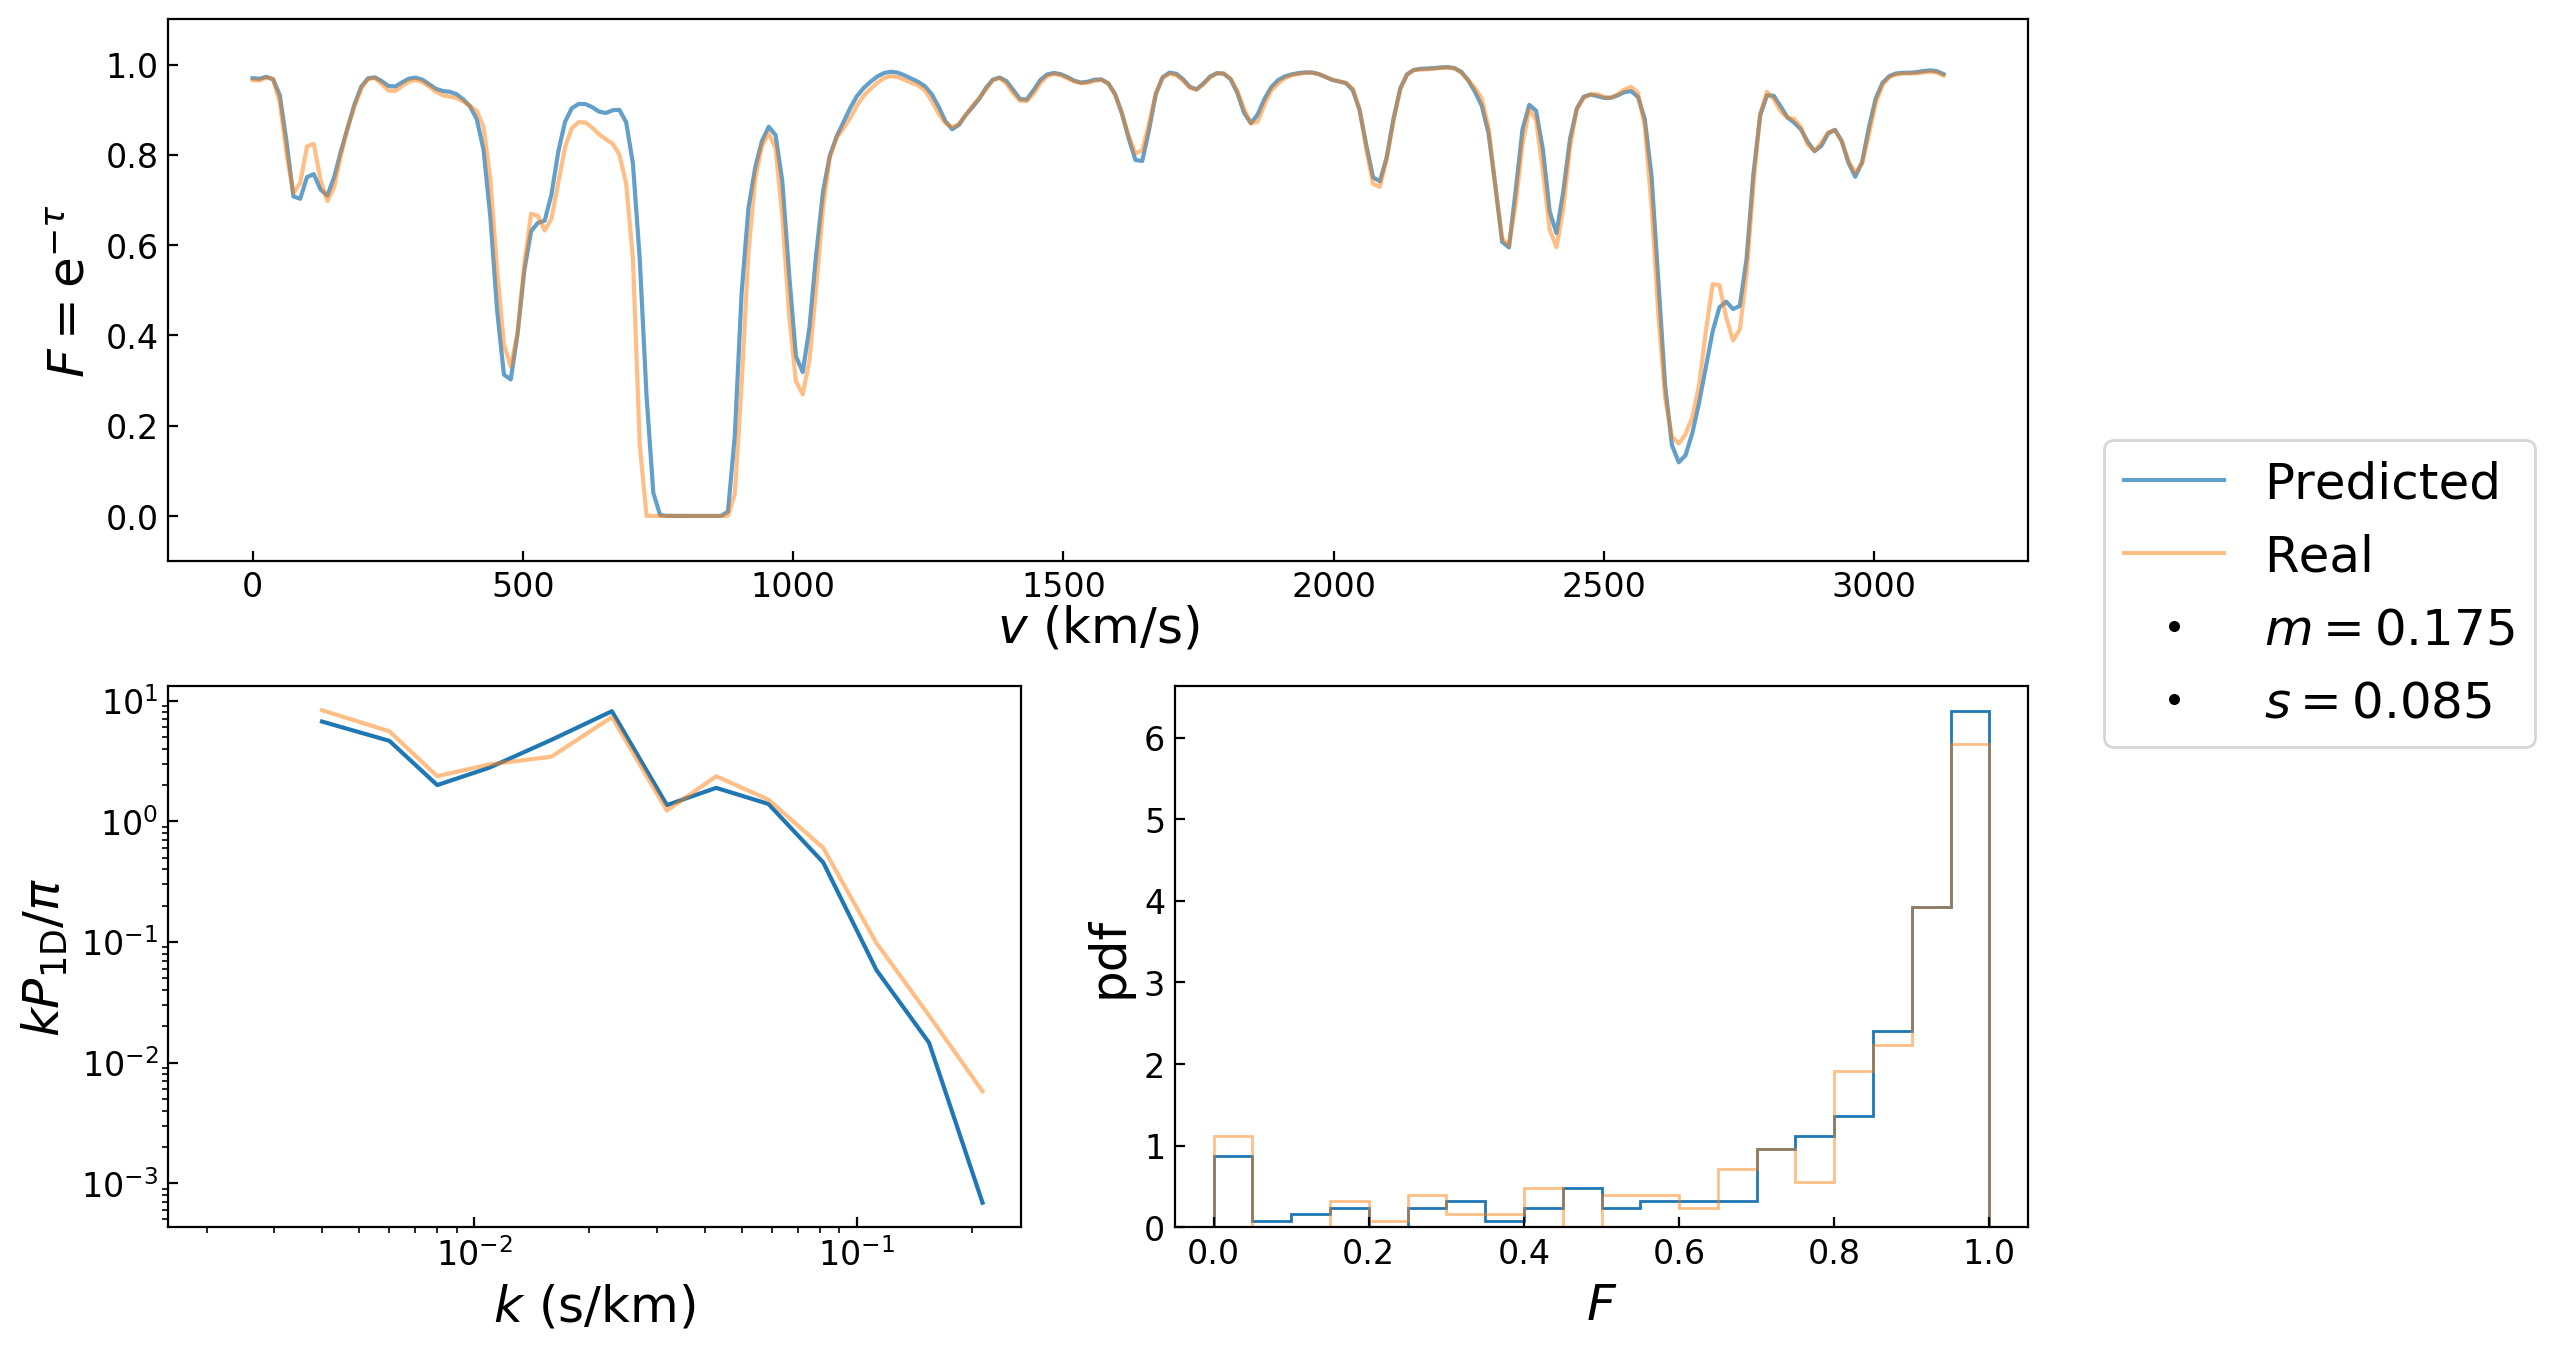 F = e^{−τ}
1.0
0.8
0.6
0.4
0.2
0.0
0 500 1000 1500 2000 2500 3000
v (km/s)
Predicted
Real
m = 0.175
s = 0.085
kP_{1D}/π
10^1
10^0
10^{−1}
10^{−2}
10^{−3}
10^{−2} 10^{−1}
k (s/km)
pdf
6
5
4
3
2
1
0
0.0 0.2 0.4 0.6 0.8 1.0
F